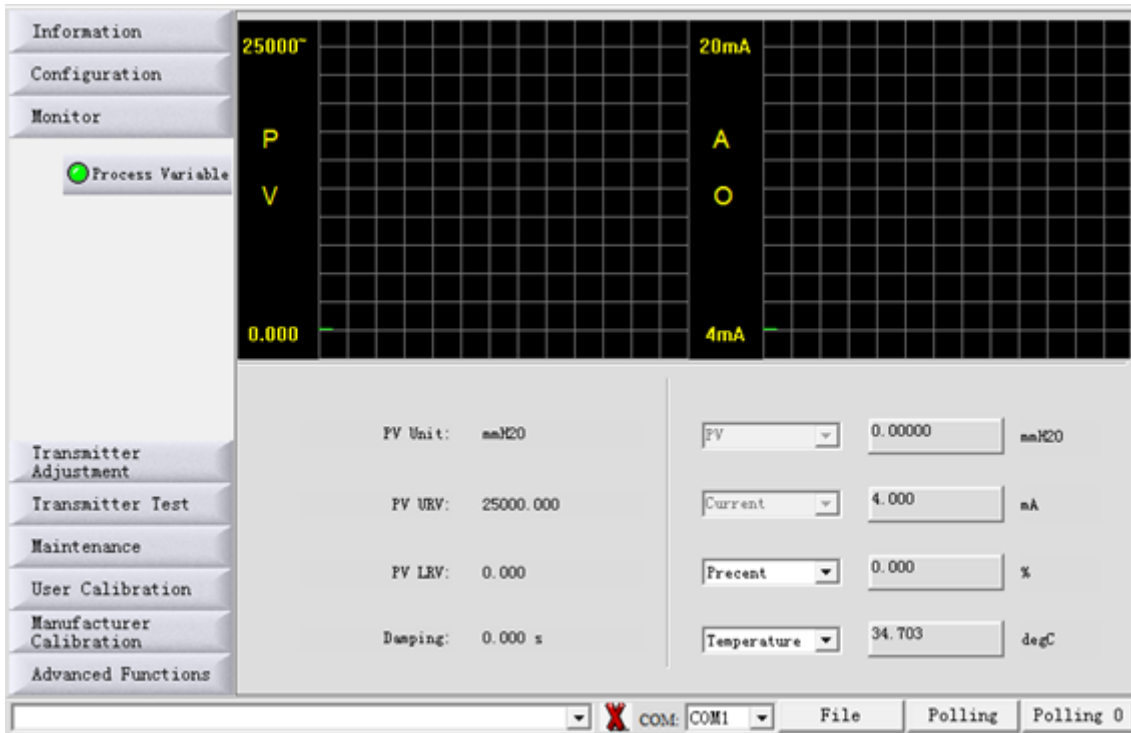 Information
Configuration
Monitor
Process Variable
Transmitter
Adjustment
Transmitter Test
Maintenance
User Calibration
Manufacturer
Calibration
Advanced Functions
25000~
P
V
0.000
20mA
A
O
4mA
PV Unit: mmH2O
PV URV: 25000.000
PV LRV: 0.000
Damping: 0.000 s
PV 0.00000 mmH2O
Current 4.000 mA
Precent 0.000 %
Temperature 34.703 degC
X COM: COM1 File Polling Polling 0